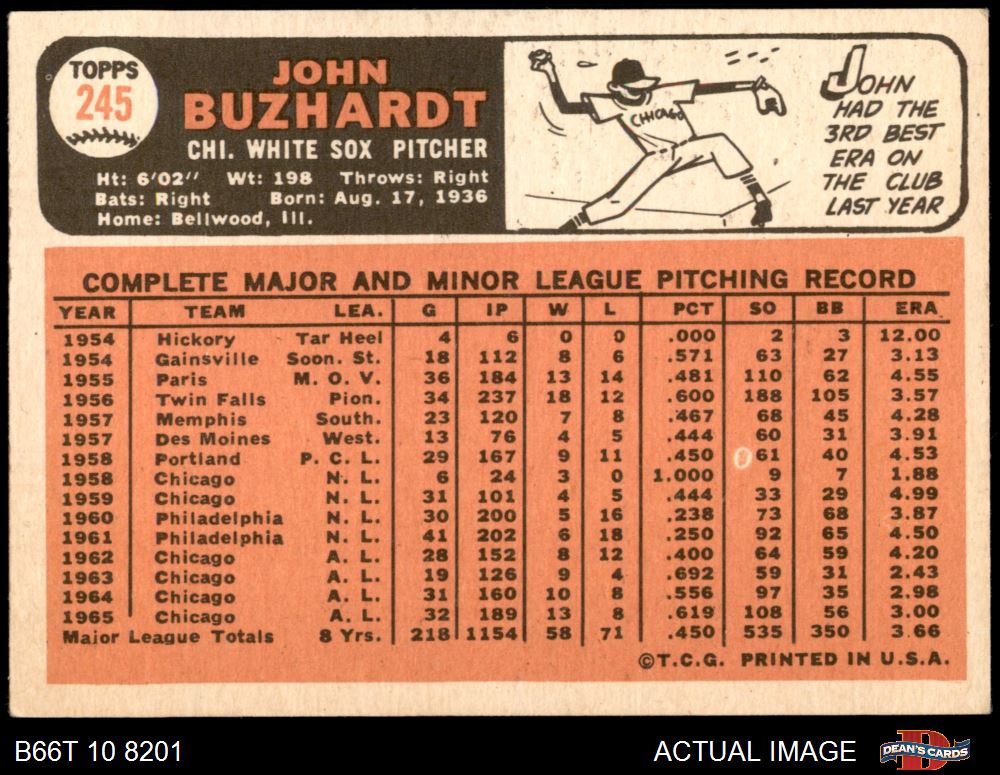 TOPPS
245
JOHN
BUZHARDT
CHI. WHITE SOX PITCHER
Ht: 6'02" Wt: 198 Throws: Right
Bats: Right Born: Aug. 17, 1936
Home: Bellwood, Ill.
CHICAGO
JOHN
HAD THE
3RD BEST
ERA ON
THE CLUB
LAST YEAR
COMPLETE MAJOR AND MINOR LEAGUE PITCHING RECORD
YEAR TEAM LEA. G IP W L PCT SO BB ERA
1954 Hickory Tar Heel 4 6 0 0 .000 2 3 12.00
1954 Gainsville Soon. St. 18 112 8 6 .571 63 27 3.13
1955 Paris M. O. V. 36 184 13 14 .481 110 62 4.55
1956 Twin Falls Pion. 34 237 18 12 .600 188 105 3.57
1957 Memphis South. 23 120 7 8 .467 68 45 4.28
1957 Des Moines West. 13 76 4 5 .444 60 31 3.91
1958 Portland P. C. L. 29 167 9 11 .450 61 40 4.53
1958 Chicago N. L. 6 24 3 0 1.000 9 7 1.88
1959 Chicago N. L. 31 101 4 5 .444 33 29 4.99
1960 Philadelphia N. L. 30 200 5 16 .238 73 68 3.87
1961 Philadelphia N. L. 41 202 6 18 .250 92 65 4.50
1962 Chicago A. L. 28 152 8 12 .400 64 59 4.20
1963 Chicago A. L. 19 126 9 4 .692 59 31 2.43
1964 Chicago A. L. 31 160 10 8 .556 97 35 2.98
1965 Chicago A. L. 32 189 13 8 .619 108 56 3.00
Major League Totals 8 Yrs. 218 1154 58 71 .450 535 350 3.66
©T.C.G. PRINTED IN U.S.A.
B66T 10 8201
ACTUAL IMAGE
DEAN'S CARDS